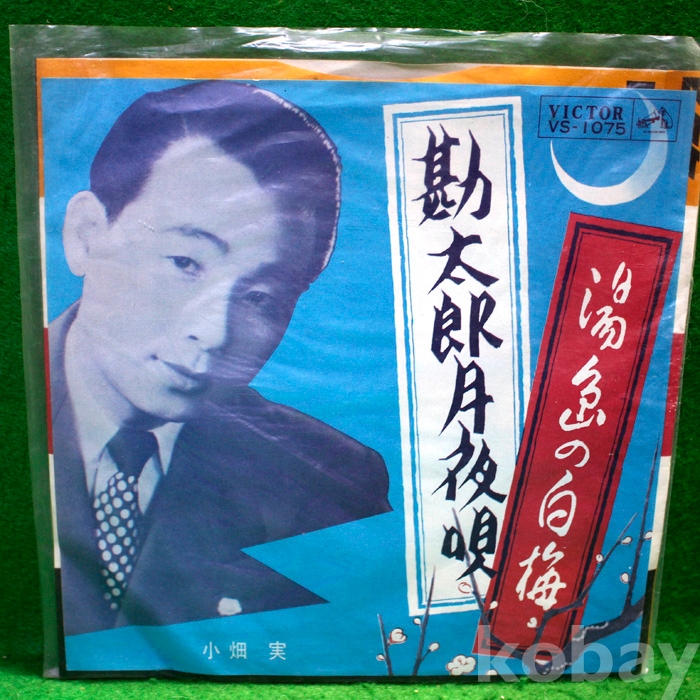 VICTOR
VS-1075
勘太郎月夜唄
湯島の白梅
小畑 実
kobay